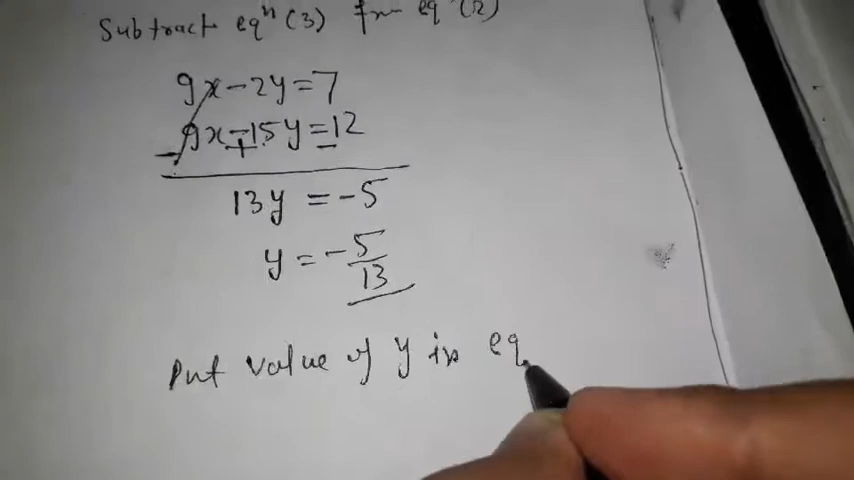 Subtract eqⁿ (3) from eqⁿ (2)
9x-2y=7
9x-15y=12
- + -
13y = -5
y = -5/13
Put value of y in eq